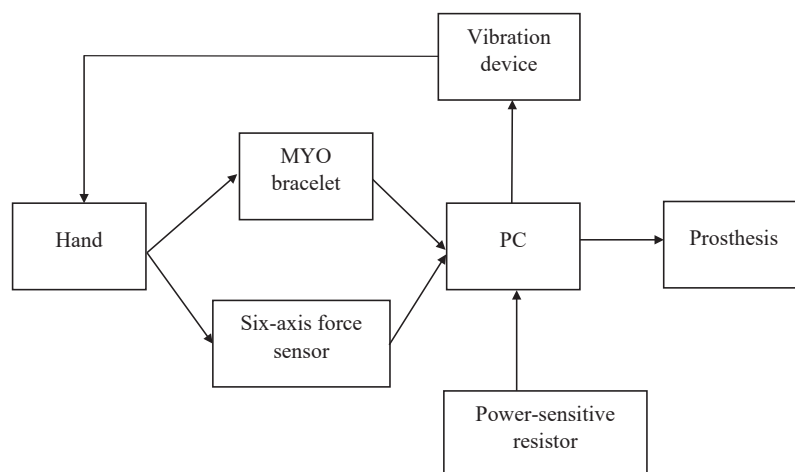 Vibration
device
MYO
bracelet
Hand
PC
Prosthesis
Six-axis force
sensor
Power-sensitive
resistor